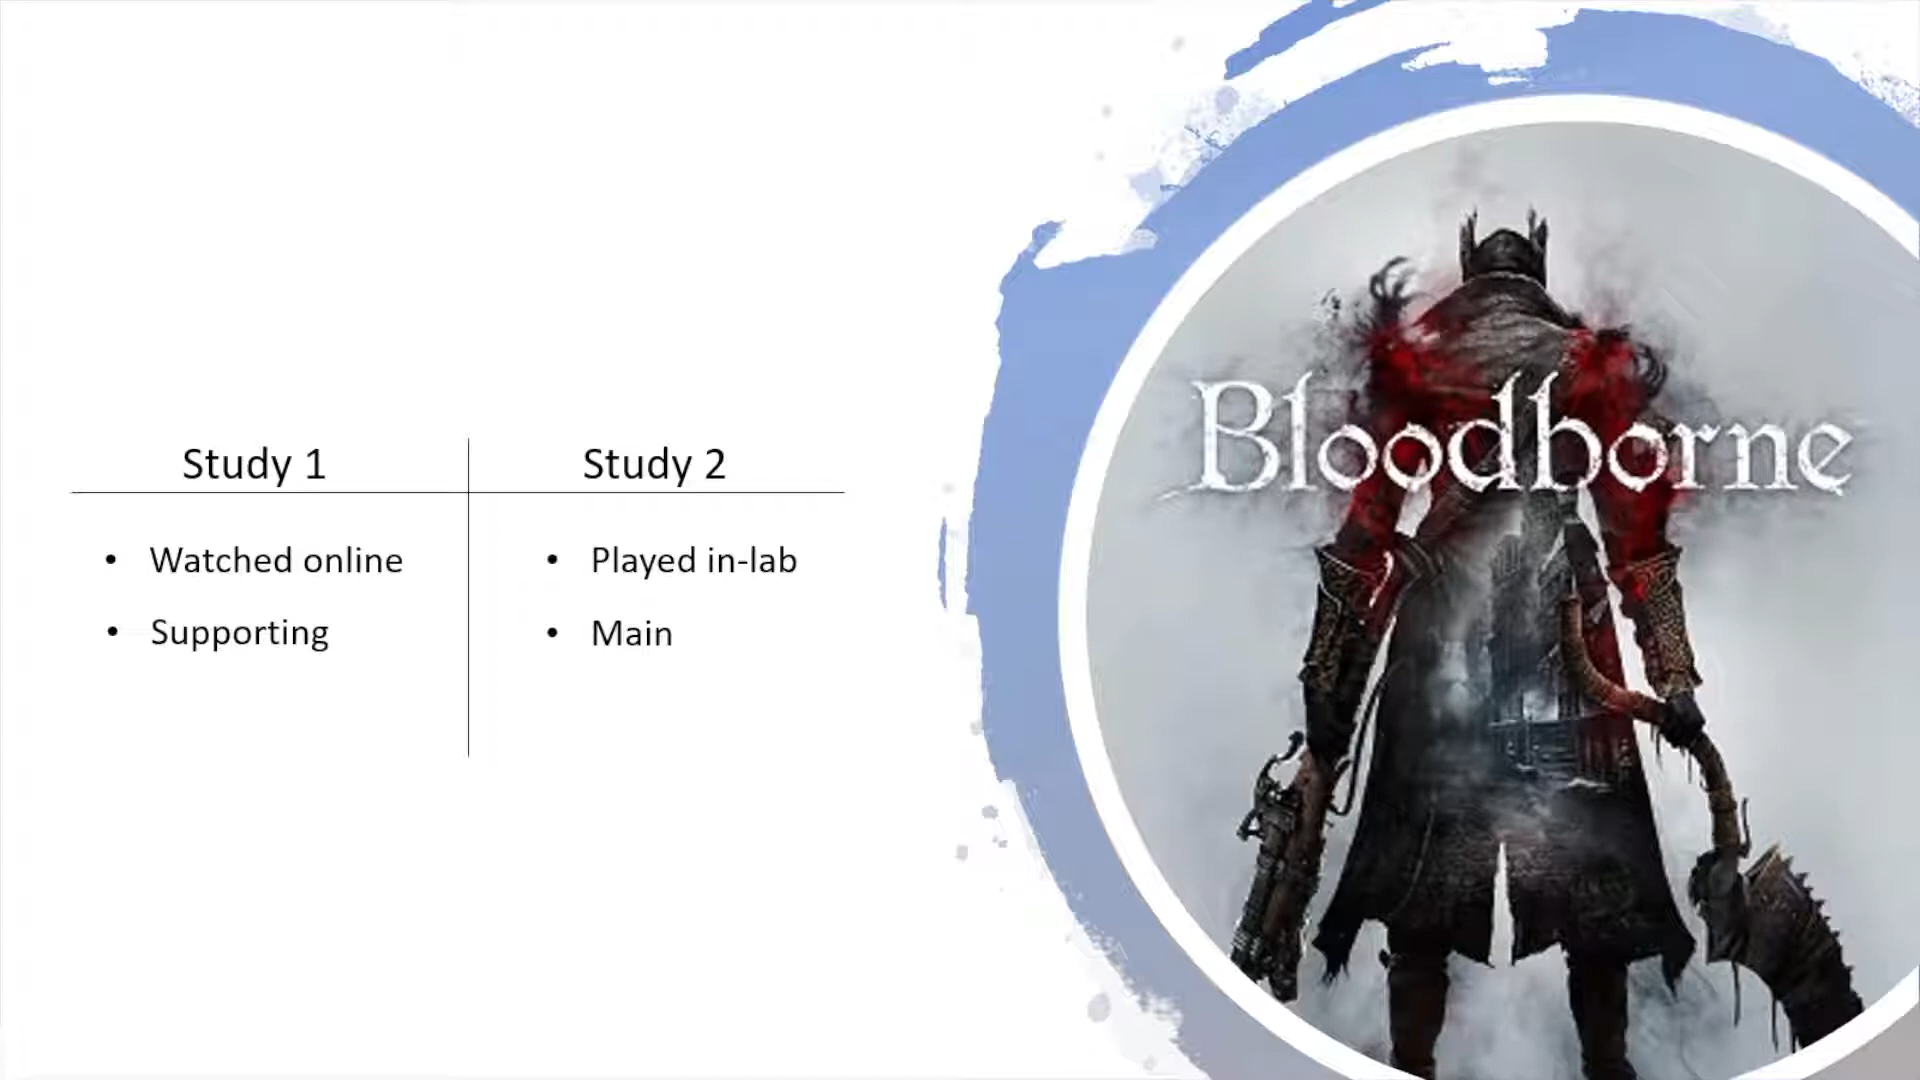 Study 1
Study 2
• Watched online
• Supporting
• Played in-lab
• Main
Bloodborne